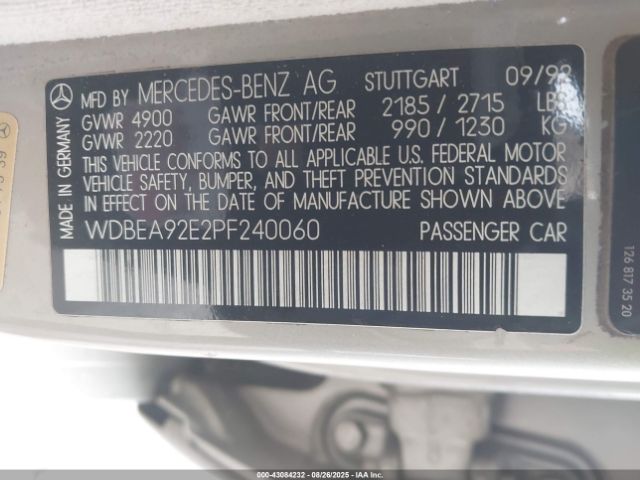 MFD BY MERCEDES-BENZ AG STUTTGART 09/92
GVWR 4900 GAWR FRONT/REAR 2185 / 2715 LBS
GVWR 2220 GAWR FRONT/REAR 990 / 1230 KG
THIS VEHICLE CONFORMS TO ALL APPLICABLE U.S. FEDERAL MOTOR
VEHICLE SAFETY, BUMPER, AND THEFT PREVENTION STANDARDS
IN EFFECT ON THE DATE OF MANUFACTURE SHOWN ABOVE.
WDBEA92E2PF240060 PASSENGER CAR
MADE IN GERMANY
126 817 35 20
000-43084232 - 08/26/2025 - IAAI.COM